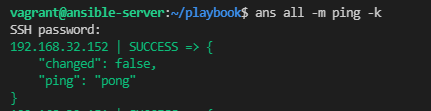 vagrant@ansible-server:~/playbook$ ans all -m ping -k
SSH password:
192.168.32.152 | SUCCESS => {
    "changed": false,
    "ping": "pong"
}